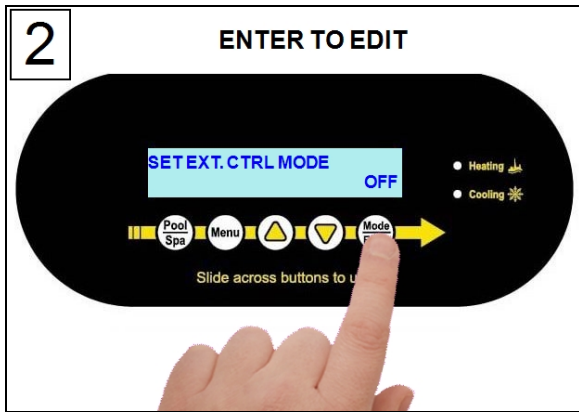 2
ENTER TO EDIT
SET EXT. CTRL MODE
OFF
Heating
Cooling
Pool
Spa
Menu
Mode
Slide across buttons to u